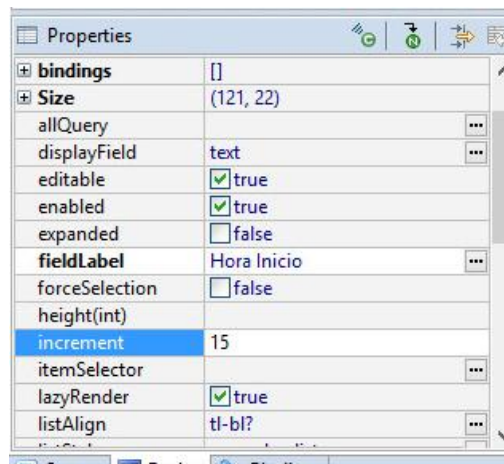 Properties
bindings []
Size (121, 22)
allQuery
displayField text
editable true
enabled true
expanded false
fieldLabel Hora Inicio
forceSelection false
height(int)
increment 15
itemSelector
lazyRender true
listAlign tl-bl?